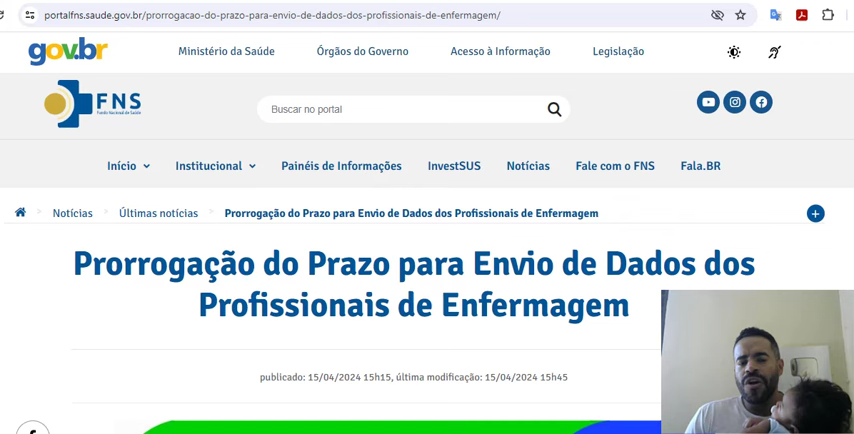 portalfns.saude.gov.br/prorrogacao-do-prazo-para-envio-de-dados-dos-profissionais-de-enfermagem/
gov.br
Ministério da Saúde
Órgãos do Governo
Acesso à Informação
Legislação
FNS
Fundo Nacional de Saúde
Buscar no portal
Início
Institucional
Painéis de Informações
InvestSUS
Notícias
Fale com o FNS
Fala.BR
Notícias > Últimas notícias > Prorrogação do Prazo para Envio de Dados dos Profissionais de Enfermagem
Prorrogação do Prazo para Envio de Dados dos
Profissionais de Enfermagem
publicado: 15/04/2024 15h15, última modificação: 15/04/2024 15h45